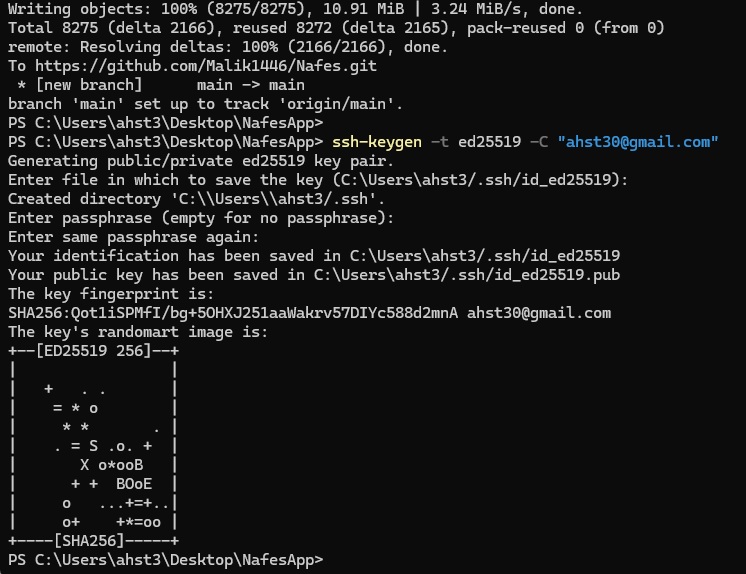 Writing objects: 100% (8275/8275), 10.91 MiB | 3.24 MiB/s, done.
Total 8275 (delta 2166), reused 8272 (delta 2165), pack-reused 0 (from 0)
remote: Resolving deltas: 100% (2166/2166), done.
To https://github.com/Malik1446/Nafes.git
 * [new branch]      main -> main
branch 'main' set up to track 'origin/main'.
PS C:\Users\ahst3\Desktop\NafesApp>
PS C:\Users\ahst3\Desktop\NafesApp> ssh-keygen -t ed25519 -C "ahst30@gmail.com"
Generating public/private ed25519 key pair.
Enter file in which to save the key (C:\Users\ahst3/.ssh/id_ed25519):
Created directory 'C:\\Users\\ahst3/.ssh'.
Enter passphrase (empty for no passphrase):
Enter same passphrase again:
Your identification has been saved in C:\Users\ahst3/.ssh/id_ed25519
Your public key has been saved in C:\Users\ahst3/.ssh/id_ed25519.pub
The key fingerprint is:
SHA256:Qot1iSPMfI/bg+5OHXJ251aaWakrv57DIYc588d2mnA ahst30@gmail.com
The key's randomart image is:
+--[ED25519 256]--+
|                 |
|   +   . .       |
|    = * o        |
|     * *       . |
|    . = S .o. +  |
|       X o*ooB   |
|      + +  BOoE  |
|     o   ...+=+..|
|     o+    +*=oo |
+----[SHA256]-----+
PS C:\Users\ahst3\Desktop\NafesApp>